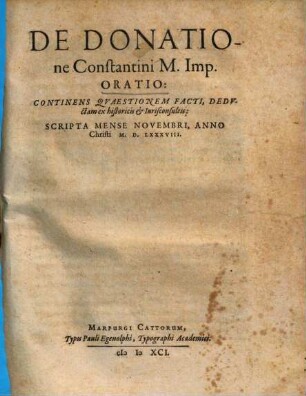 DE DONATIO-
ne Constantini M. Imp.
ORATIO:
CONTINENS QVAESTIONEM FACTI, DEDV-
ctam ex historicis & Iurisconsultis;
SCRIPTA MENSE NOVEMBRI, ANNO
Christi M. D. LXXXVIII.
MARPVRGI CATTORVM,
Typis Pauli Egenolphi, Typographi Academici.
cIɔ Iɔ XCI.